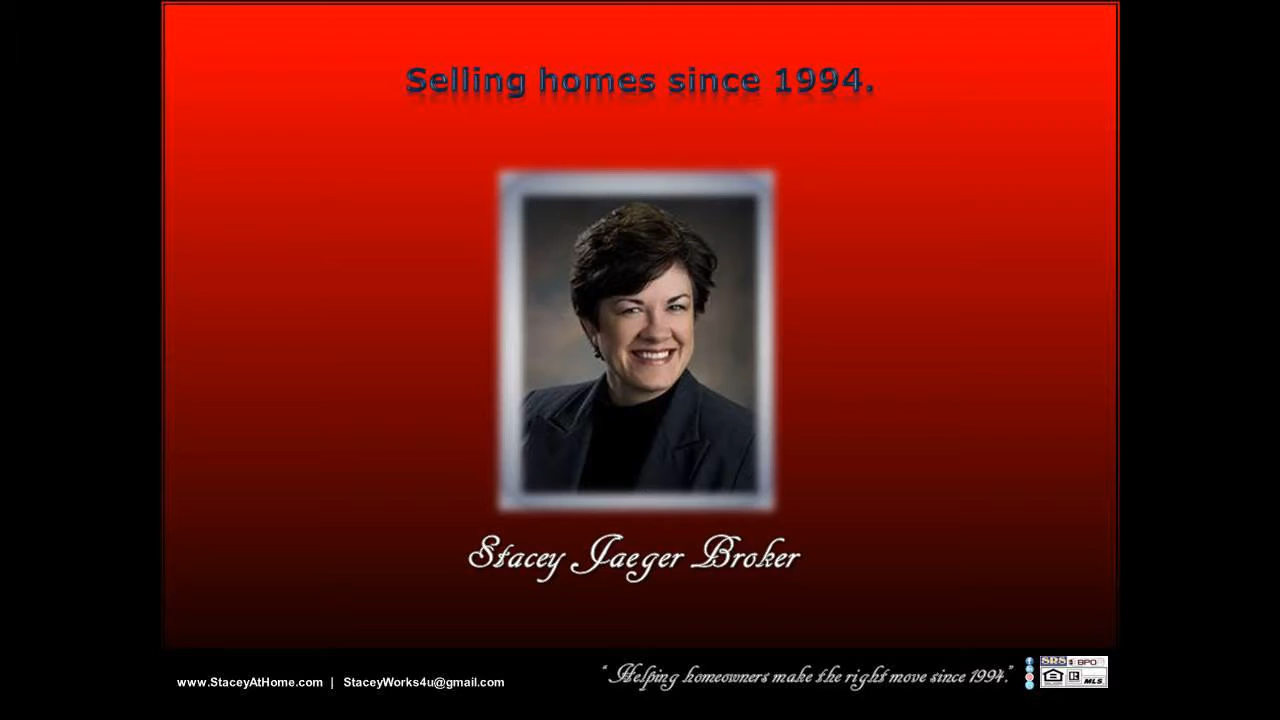 Selling homes since 1994.
Stacey Jaeger Broker
www.StaceyAtHome.com | StaceyWorks4u@gmail.com
“Helping homeowners make the right move since 1994.”
SRS BPO
R MLS